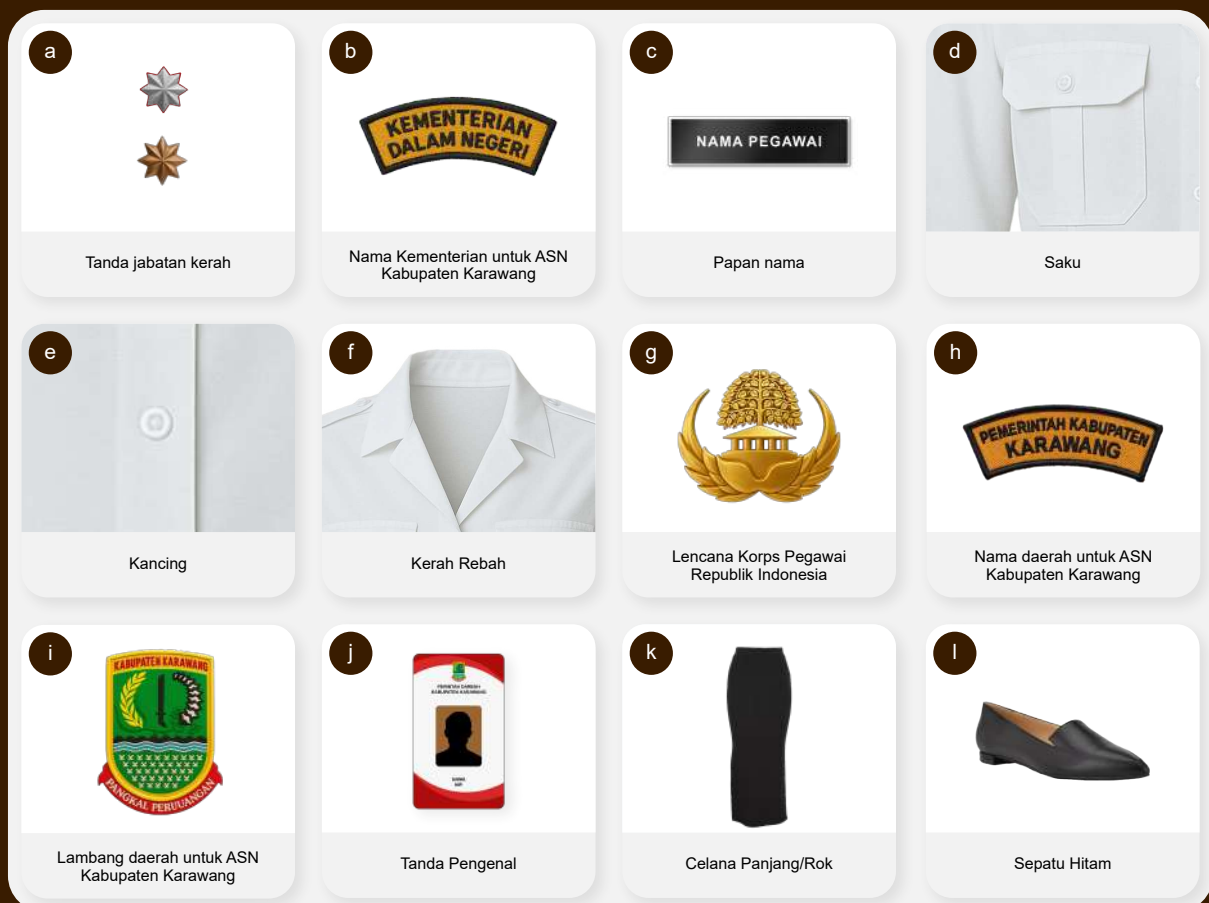 a
b
c
d
KEMENTERIAN
DALAM NEGERI
NAMA PEGAWAI
Tanda jabatan kerah
Nama Kementerian untuk ASN
Kabupaten Karawang
Papan nama
Saku
e
f
g
h
PEMERINTAH KABUPATEN
KARAWANG
Kancing
Kerah Rebah
Lencana Korps Pegawai
Republik Indonesia
Nama daerah untuk ASN
Kabupaten Karawang
i
j
k
l
KABUPATEN KARAWANG
PANGKAL PERJUANGAN
KABUPATEN KARAWANG
Lambang daerah untuk ASN
Kabupaten Karawang
Tanda Pengenal
Celana Panjang/Rok
Sepatu Hitam